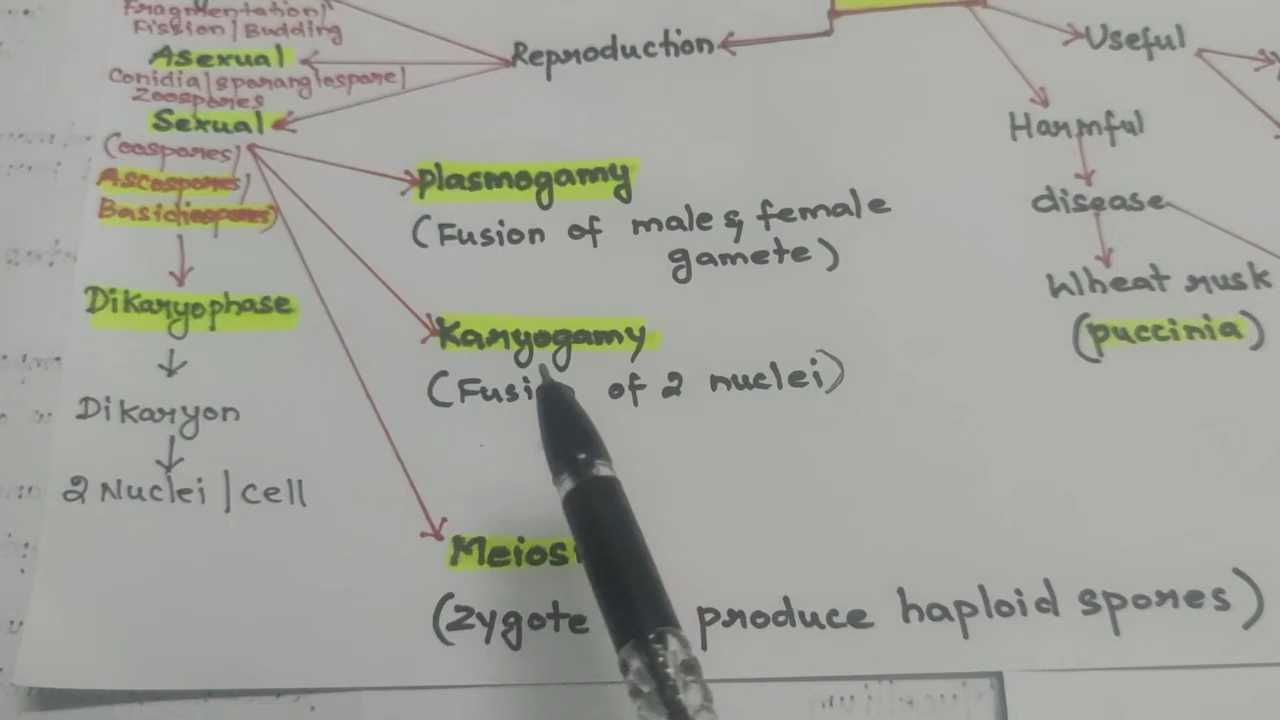 Fragmentation/
Fission/Budding
Asexual
Conidia/sporangiospore/
Zoospores
Sexual
(oospores)
Ascospores)
Basidiospores)
Dikaryophase
Dikaryon
2 Nuclei/cell
Reproduction
plasmogamy
(Fusion of male & female
gamete)
Karyogamy
(Fusi of 2 nuclei)
Meiosi
(Zygote produce haploid spores)
Useful
Harmful
disease
Wheat rusk
(puccinia)